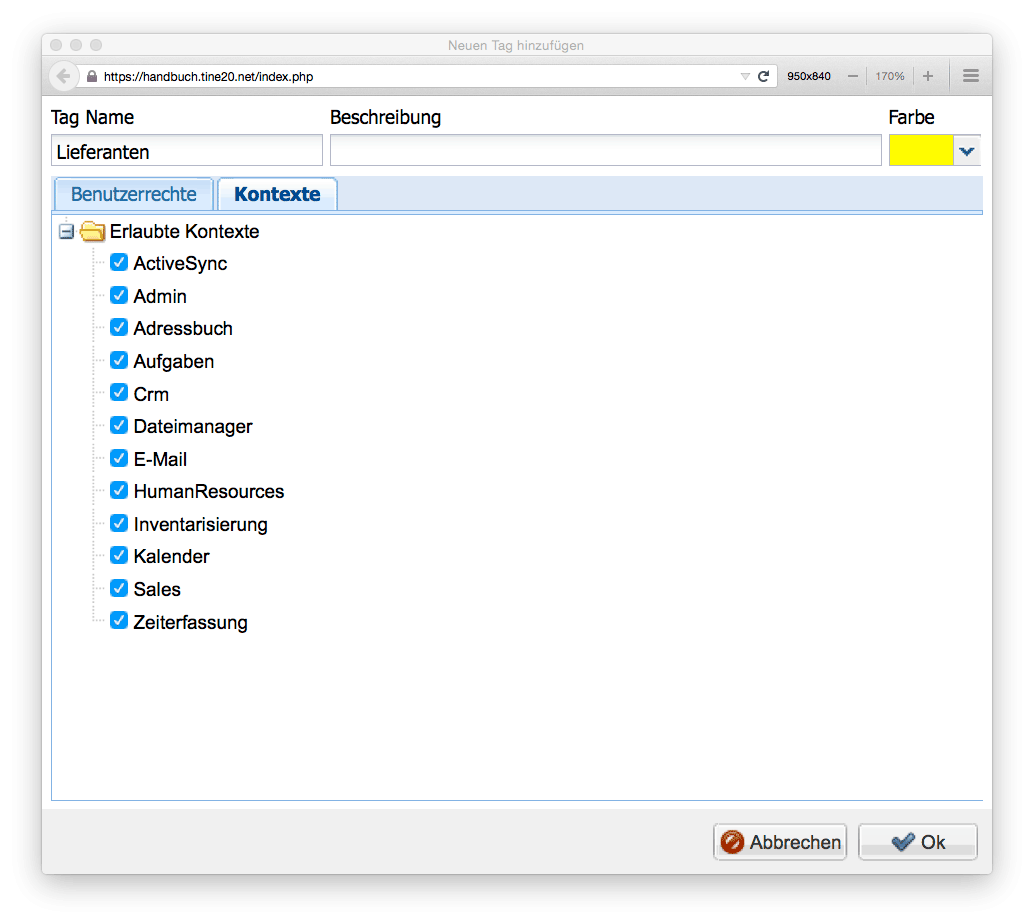 Neuen Tag hinzufügen
https://handbuch.tine20.net/index.php 950x840 170%
Tag Name Beschreibung Farbe
Lieferanten
Benutzerrechte Kontexte
Erlaubte Kontexte
ActiveSync
Admin
Adressbuch
Aufgaben
Crm
Dateimanager
E-Mail
HumanResources
Inventarisierung
Kalender
Sales
Zeiterfassung
Abbrechen Ok